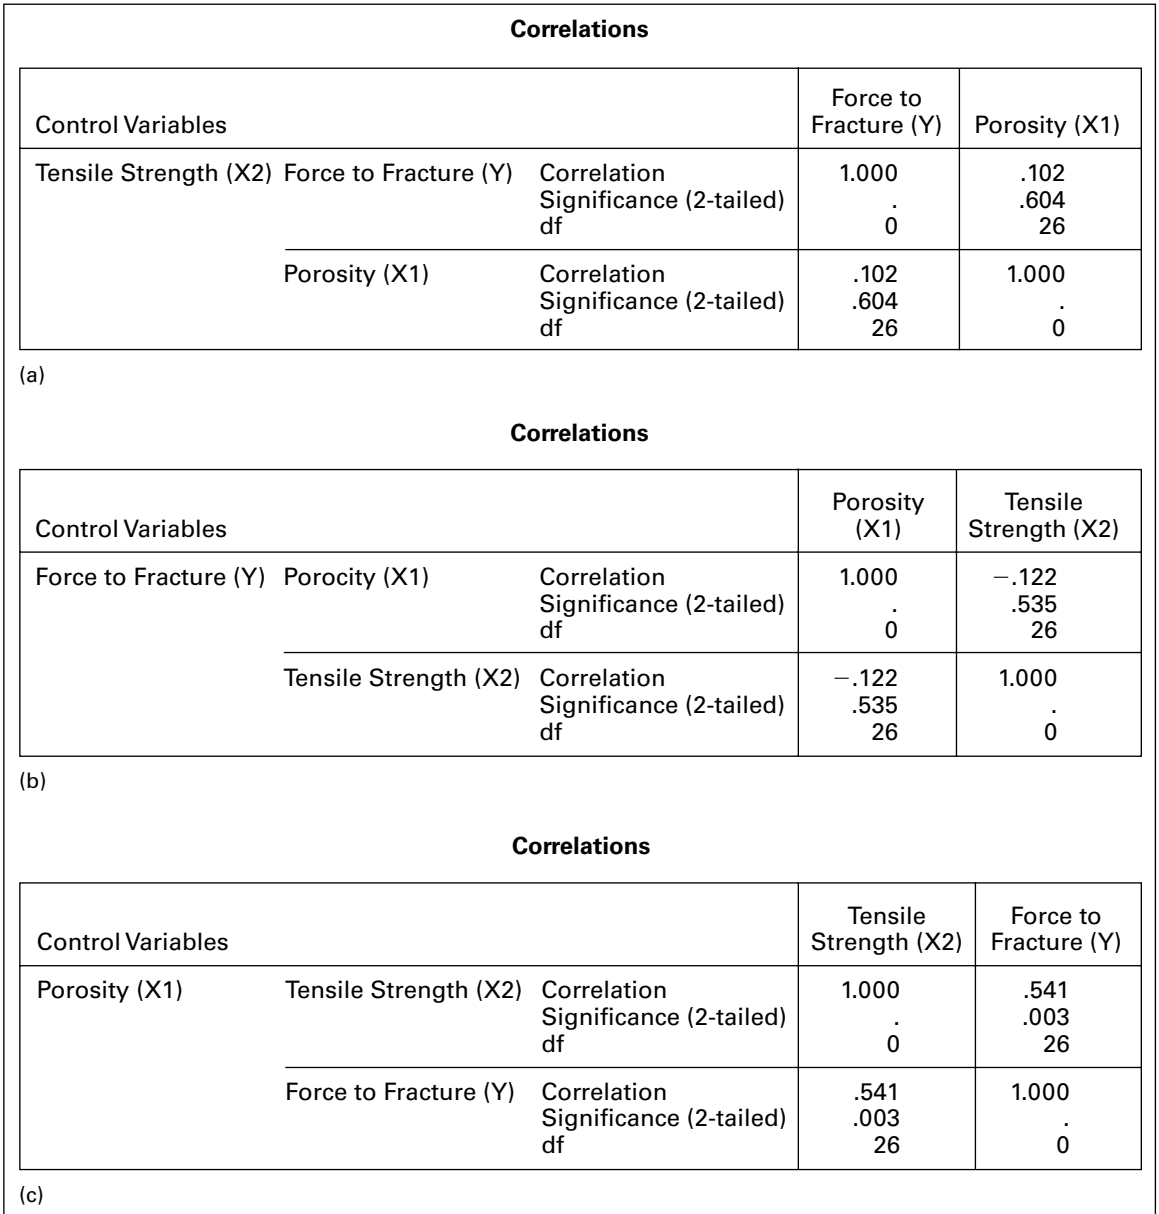 Correlations
Control Variables Force to Fracture (Y) Porosity (X1)
Tensile Strength (X2) Force to Fracture (Y) Correlation 1.000 .102
Significance (2-tailed) . .604
df 0 26
Porosity (X1) Correlation .102 1.000
Significance (2-tailed) .604 .
df 26 0
(a)
Correlations
Control Variables Porosity (X1) Tensile Strength (X2)
Force to Fracture (Y) Porocity (X1) Correlation 1.000 −.122
Significance (2-tailed) . .535
df 0 26
Tensile Strength (X2) Correlation −.122 1.000
Significance (2-tailed) .535 .
df 26 0
(b)
Correlations
Control Variables Tensile Strength (X2) Force to Fracture (Y)
Porosity (X1) Tensile Strength (X2) Correlation 1.000 .541
Significance (2-tailed) . .003
df 0 26
Force to Fracture (Y) Correlation .541 1.000
Significance (2-tailed) .003 .
df 26 0
(c)